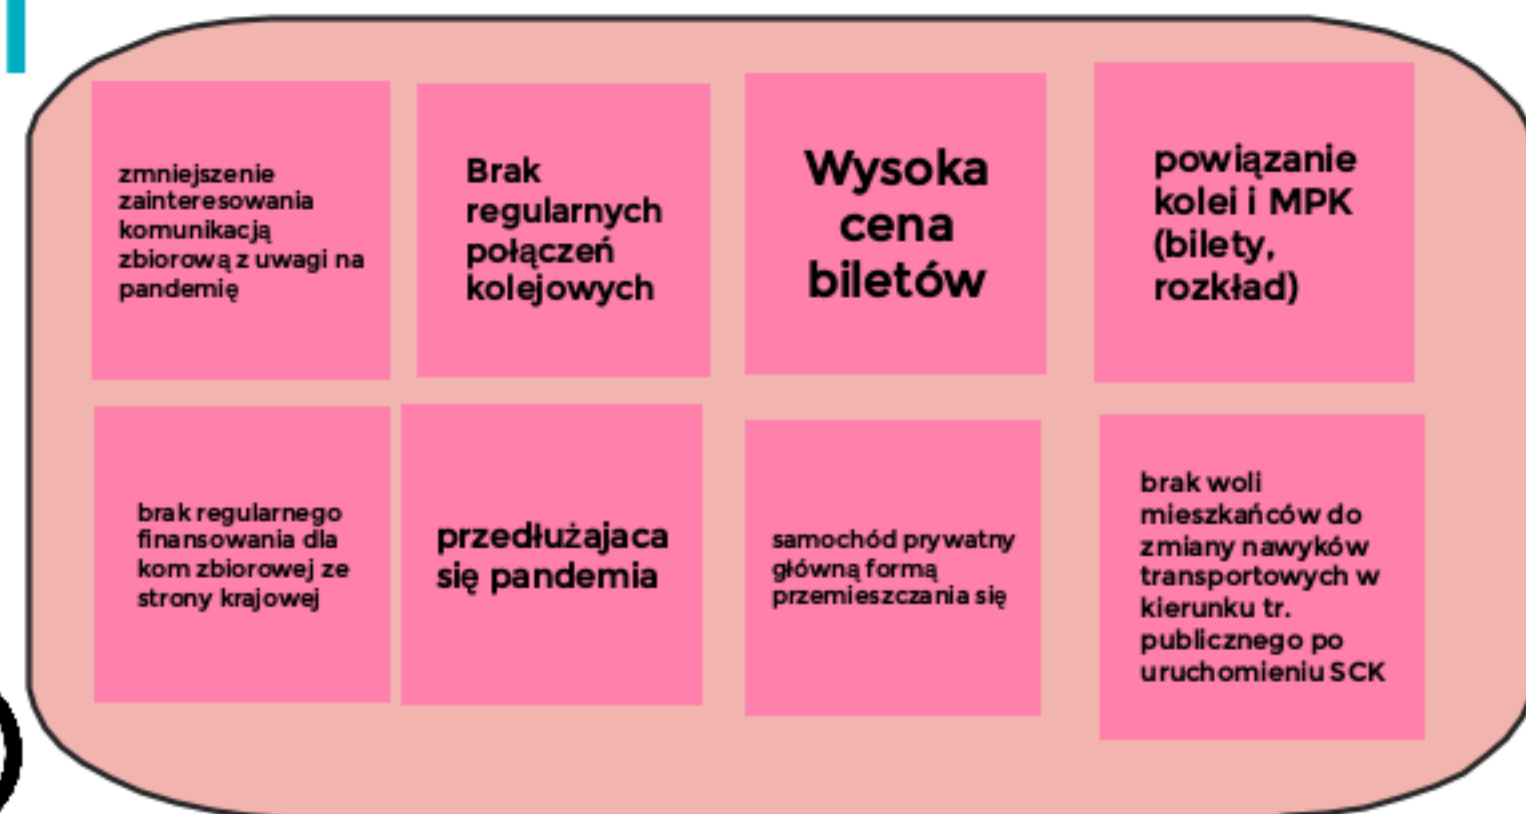 zmniejszenie
zainteresowania
komunikacją
zbiorową z uwagi na
pandemię
Brak
regularnych
połączeń
kolejowych
Wysoka
cena
biletów
powiązanie
kolei i MPK
(bilety,
rozkład)
brak regularnego
finansowania dla
kom zbiorowej ze
strony krajowej
przedłużajaca
się pandemia
samochód prywatny
główną formą
przemieszczania się
brak woli
mieszkańców do
zmiany nawyków
transportowych w
kierunku tr.
publicznego po
uruchomieniu SCK